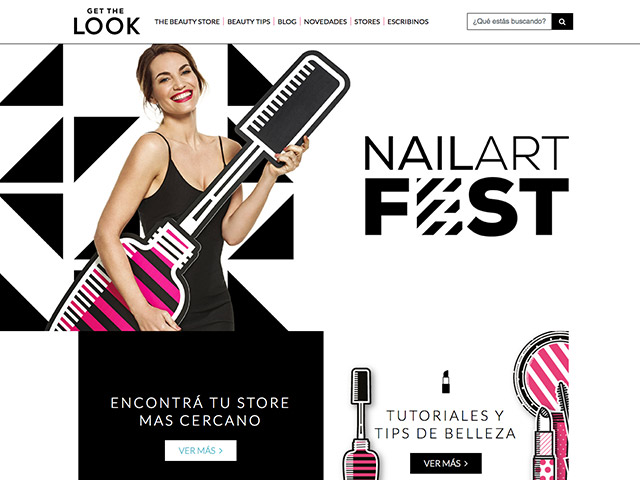 GET THE
LOOK
THE BEAUTY STORE | BEAUTY TIPS | BLOG | NOVEDADES | STORES | ESCRIBINOS
¿Qué estás buscando?
NAILART
FEST
ENCONTRÁ TU STORE
MAS CERCANO
VER MÁS >
TUTORIALES Y
TIPS DE BELLEZA
VER MÁS >